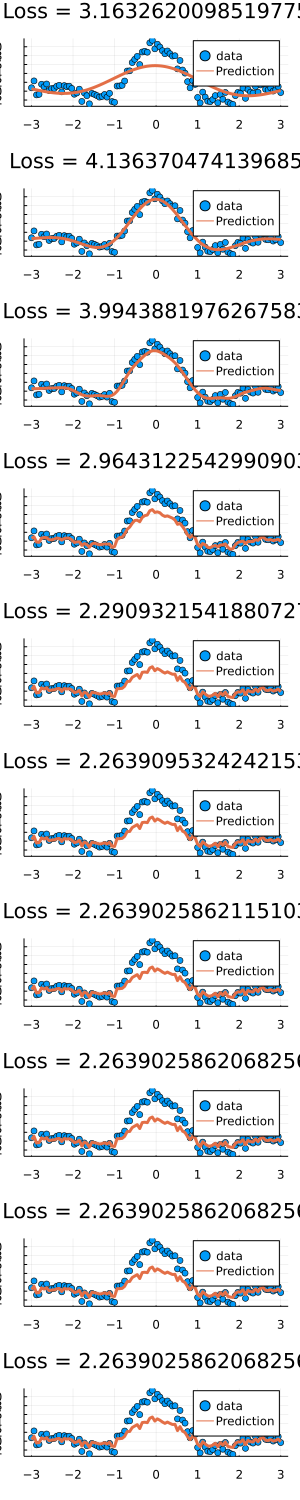 Loss = 3.163262009851977
data
Prediction
−3 −2 −1 0 1 2 3
Loss = 4.136370474139685
data
Prediction
−3 −2 −1 0 1 2 3
Loss = 3.994388197626758
data
Prediction
−3 −2 −1 0 1 2 3
Loss = 2.964312254299090
data
Prediction
−3 −2 −1 0 1 2 3
Loss = 2.290932154188072
data
Prediction
−3 −2 −1 0 1 2 3
Loss = 2.263909532424215
data
Prediction
−3 −2 −1 0 1 2 3
Loss = 2.263902586211510
data
Prediction
−3 −2 −1 0 1 2 3
Loss = 2.263902586206825
data
Prediction
−3 −2 −1 0 1 2 3
Loss = 2.263902586206825
data
Prediction
−3 −2 −1 0 1 2 3
Loss = 2.263902586206825
data
Prediction
−3 −2 −1 0 1 2 3